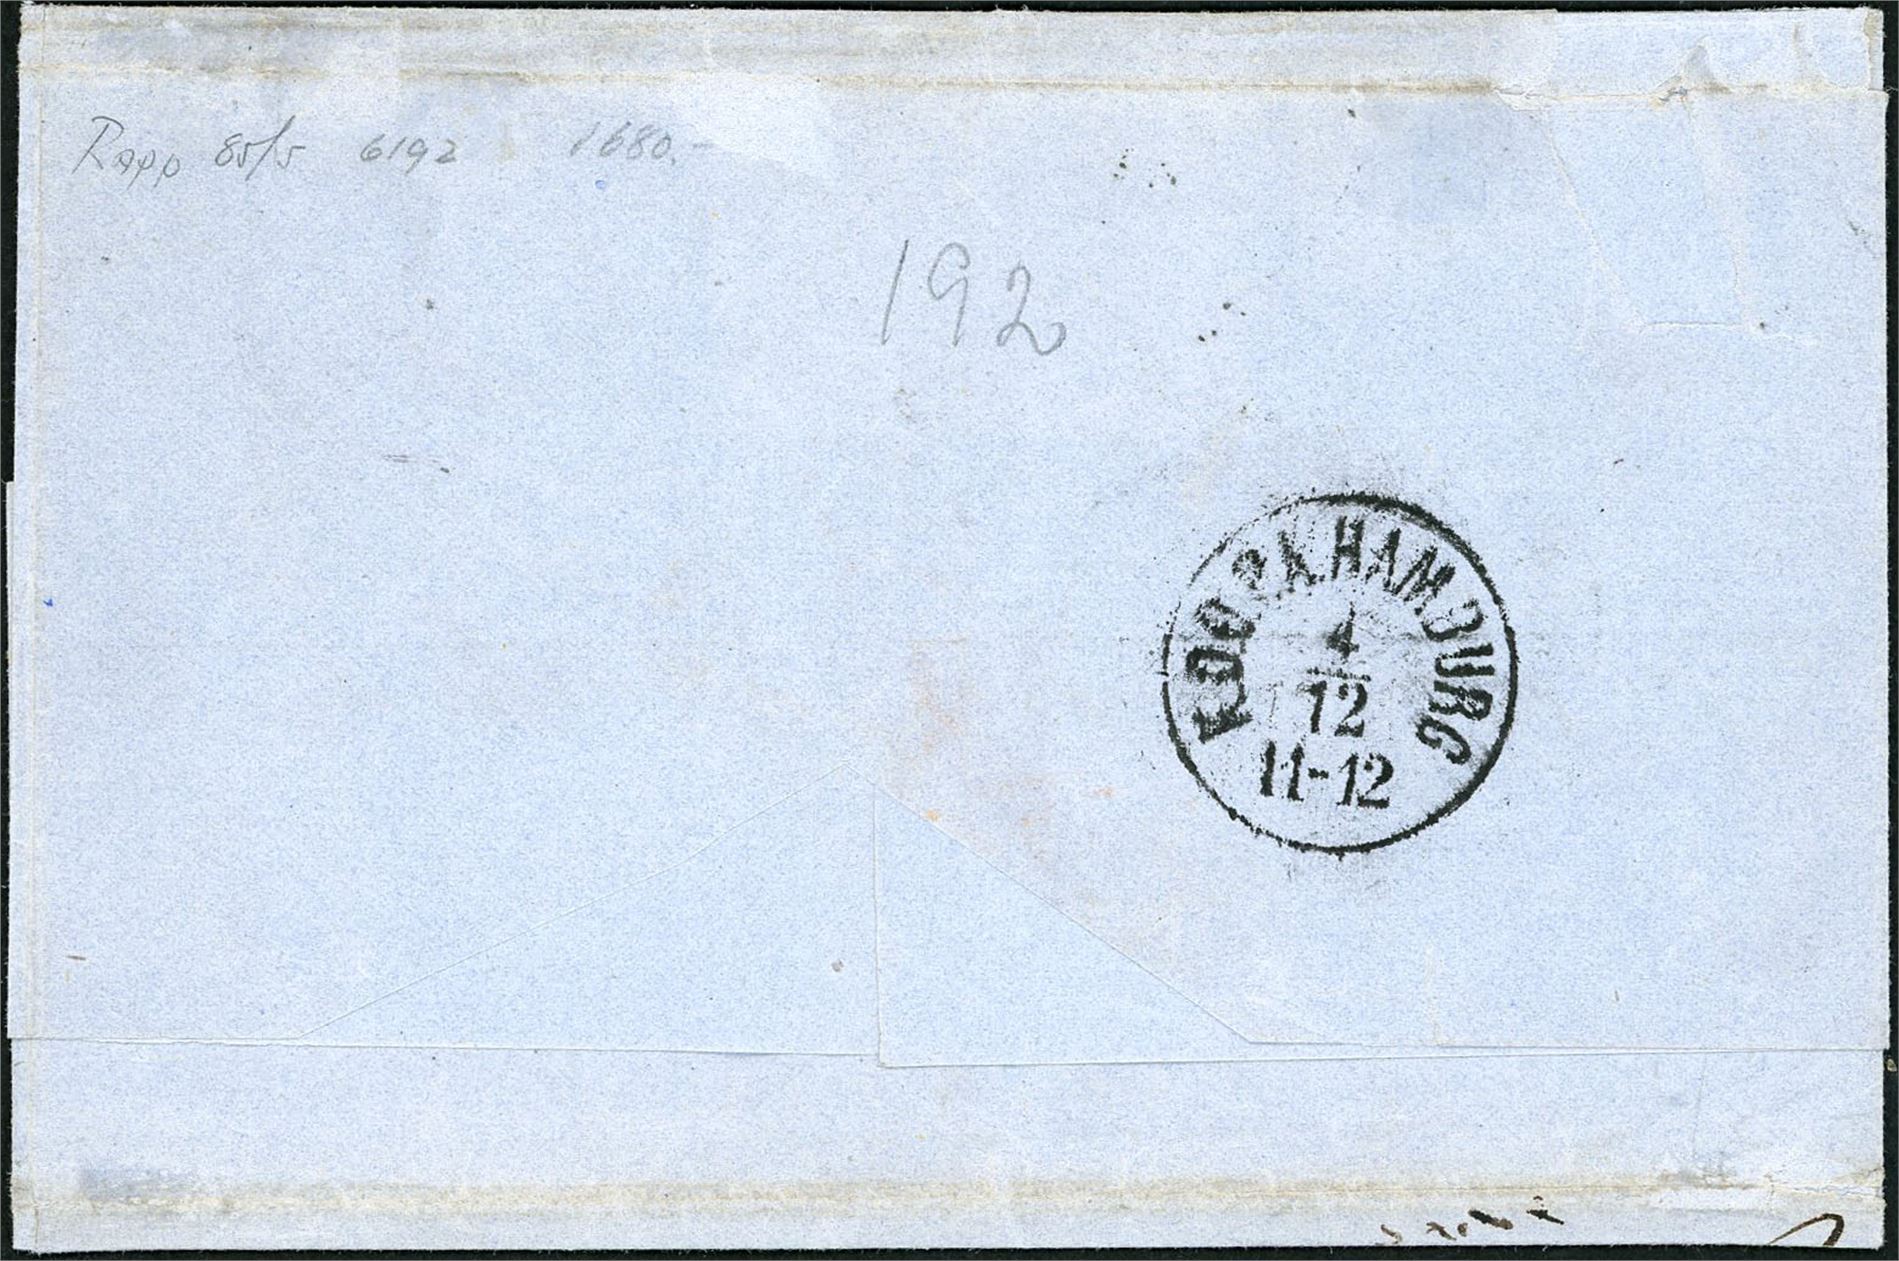 Rapp 85/5 6192 1680.-
192
K.D.O.P.A. HAMBURG
4
12
11-12